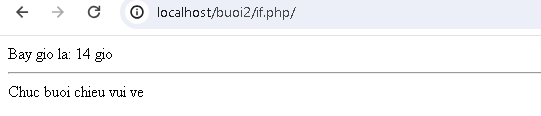 localhost/buoi2/if.php/
Bay gio la: 14 gio
Chuc buoi chieu vui ve